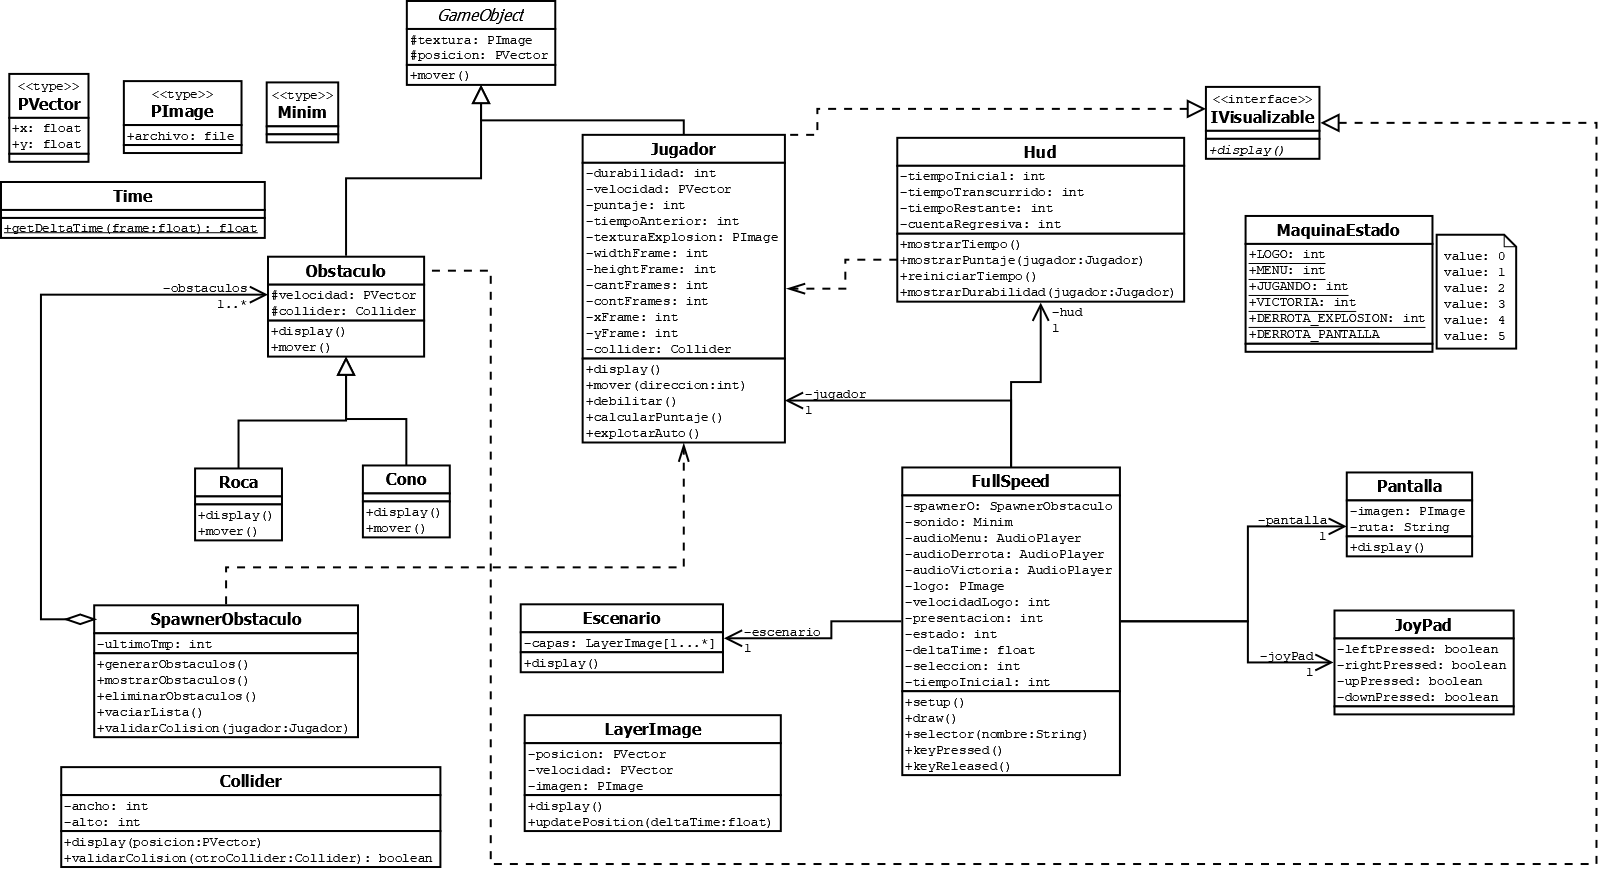 GameObject
#textura: PImage
#posicion: PVector
+mover()
<<type>>
PVector
+x: float
+y: float
<<type>>
PImage
+archivo: file
<<type>>
Minim
Time
+getDeltaTime(frame:float): float
Obstaculo
#velocidad: PVector
#collider: Collider
+display()
+mover()
-obstaculos
1..*
Roca
+display()
+mover()
Cono
+display()
+mover()
Jugador
-durabilidad: int
-velocidad: PVector
-puntaje: int
-tiempoAnterior: int
-texturaExplosion: PImage
-widthFrame: int
-heightFrame: int
-cantFrames: int
-contFrames: int
-xFrame: int
-yFrame: int
-collider: Collider
+display()
+mover(direccion:int)
+debilitar()
+calcularPuntaje()
+explotarAuto()
Hud
-tiempoInicial: int
-tiempoTranscurrido: int
-tiempoRestante: int
-cuentaRegresiva: int
+mostrarTiempo()
+mostrarPuntaje(jugador:Jugador)
+reiniciarTiempo()
+mostrarDurabilidad(jugador:Jugador)
-hud
1
-jugador
1
<<interface>>
IVisualizable
+display()
MaquinaEstado
+LOGO: int
+MENU: int
+JUGANDO: int
+VICTORIA: int
+DERROTA_EXPLOSION: int
+DERROTA_PANTALLA
value: 0
value: 1
value: 2
value: 3
value: 4
value: 5
FullSpeed
-spawnerO: SpawnerObstaculo
-sonido: Minim
-audioMenu: AudioPlayer
-audioDerrota: AudioPlayer
-audioVictoria: AudioPlayer
-logo: PImage
-velocidadLogo: int
-presentacion: int
-estado: int
-deltaTime: float
-seleccion: int
-tiempoInicial: int
+setup()
+draw()
+selector(nombre:String)
+keyPressed()
+keyReleased()
-pantalla
1
Pantalla
-imagen: PImage
-ruta: String
+display()
-joyPad
1
JoyPad
-leftPressed: boolean
-rightPressed: boolean
-upPressed: boolean
-downPressed: boolean
SpawnerObstaculo
-ultimoTmp: int
+generarObstaculos()
+mostrarObstaculos()
+eliminarObstaculos()
+vaciarLista()
+validarColision(jugador:Jugador)
Escenario
-capas: LayerImage[1...*]
+display()
-escenario
1
LayerImage
-posicion: PVector
-velocidad: PVector
-imagen: PImage
+display()
+updatePosition(deltaTime:float)
Collider
-ancho: int
-alto: int
+display(posicion:PVector)
+validarColision(otroCollider:Collider): boolean